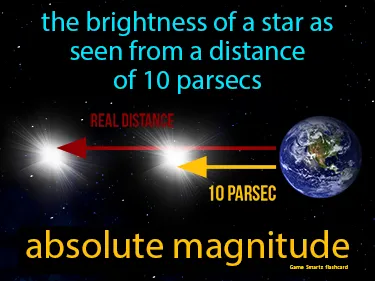 the brightness of a star as
seen from a distance
of 10 parsecs
REAL DISTANCE
10 PARSEC
absolute magnitude
Game Smartz flashcard